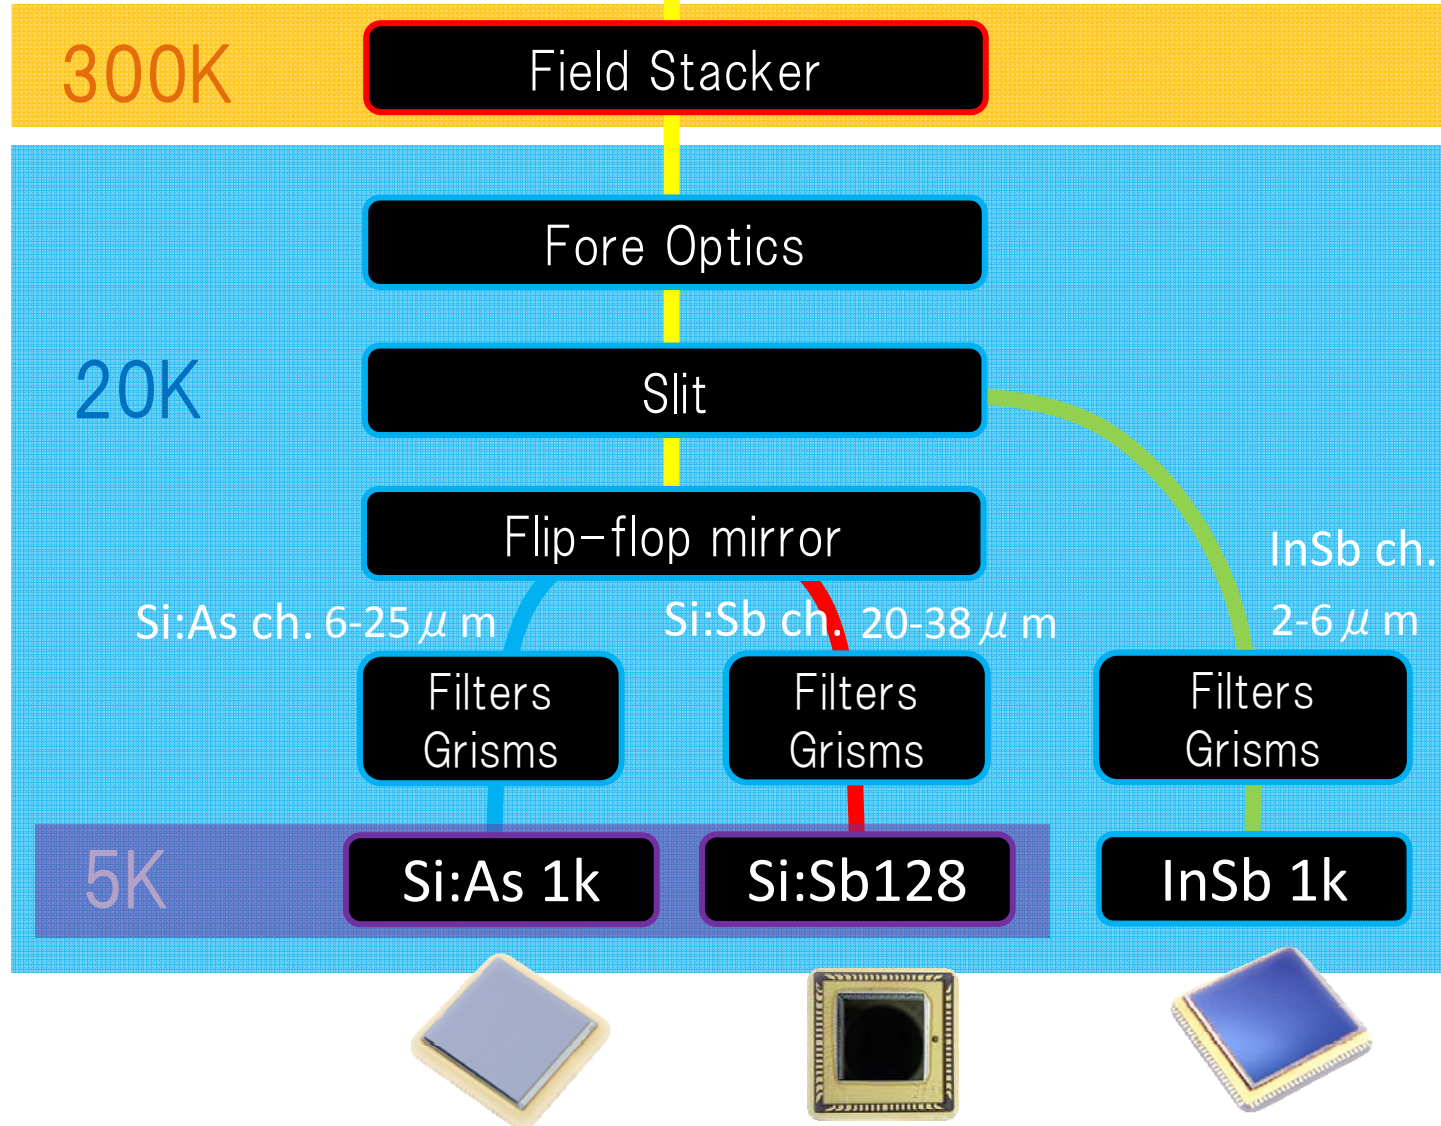 300K
Field Stacker
Fore Optics
20K
Slit
Flip-flop mirror
InSb ch.
2-6μm
Si:As ch. 6-25μm
Si:Sb ch. 20-38μm
Filters
Grisms
Filters
Grisms
Filters
Grisms
5K
Si:As 1k
Si:Sb128
InSb 1k